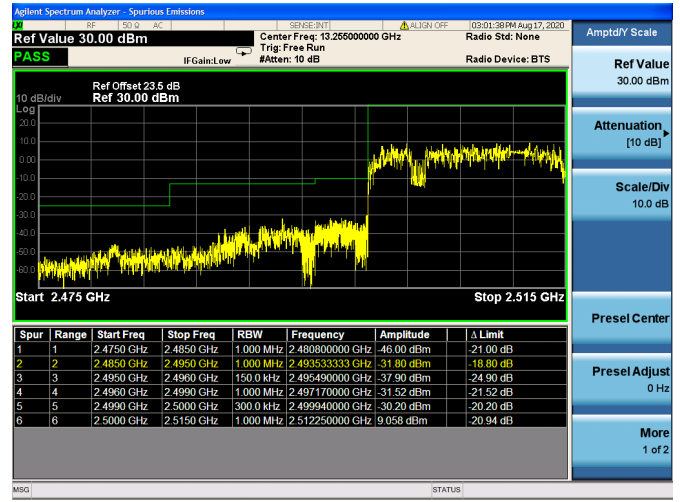 Agilent Spectrum Analyzer - Spurious Emissions
RF 50 Ω AC SENSE:INT ALIGN OFF 03:01:38 PM Aug 17, 2020
Ref Value 30.00 dBm Center Freq: 13.255000000 GHz Radio Std: None
Trig: Free Run
PASS IFGain:Low #Atten: 10 dB Radio Device: BTS
Ref Offset 23.5 dB
10 dB/div Ref 30.00 dBm
Log
20.0
10.0
0.00
-10.0
-20.0
-30.0
-40.0
-50.0
-60.0
Start 2.475 GHz Stop 2.515 GHz
Spur Range Start Freq Stop Freq RBW Frequency Amplitude Δ Limit
1 1 2.4750 GHz 2.4850 GHz 1.000 MHz 2.480800000 GHz -46.00 dBm -21.00 dB
2 2 2.4850 GHz 2.4950 GHz 1.000 MHz 2.493533333 GHz -31.80 dBm -18.80 dB
3 3 2.4950 GHz 2.4960 GHz 150.0 kHz 2.495490000 GHz -37.90 dBm -24.90 dB
4 4 2.4960 GHz 2.4990 GHz 1.000 MHz 2.497170000 GHz -31.52 dBm -21.52 dB
5 5 2.4990 GHz 2.5000 GHz 300.0 kHz 2.499940000 GHz -30.20 dBm -20.20 dB
6 6 2.5000 GHz 2.5150 GHz 1.000 MHz 2.512250000 GHz 9.058 dBm -20.94 dB
MSG STATUS
Amptd/Y Scale
Ref Value
30.00 dBm
Attenuation
[10 dB]
Scale/Div
10.0 dB
Presel Center
Presel Adjust
0 Hz
More
1 of 2